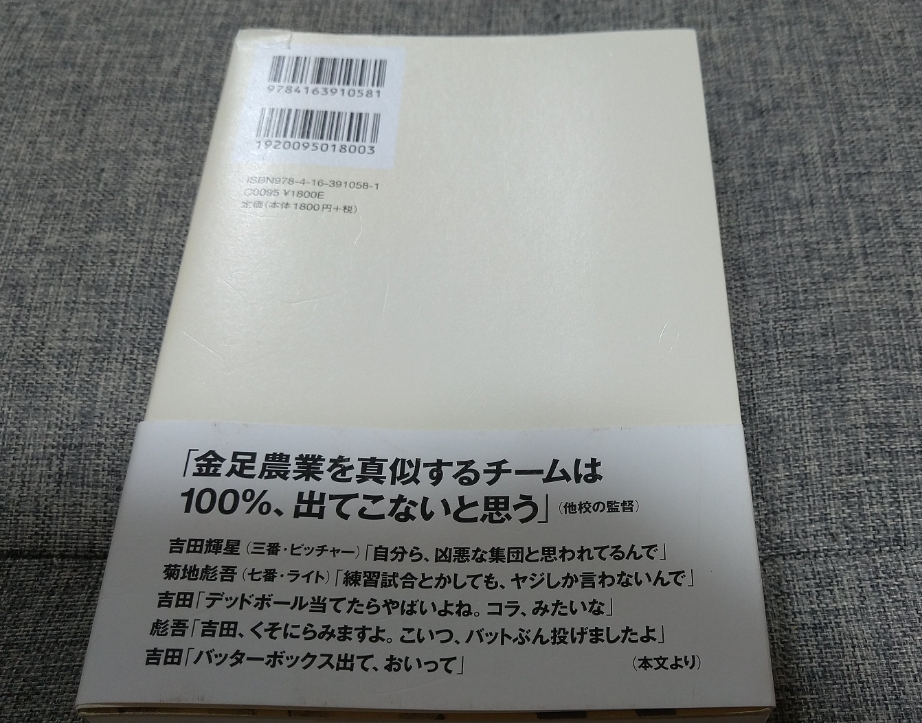 9784163910581
1920095018003
ISBN978-4-16-391058-1
C0095 ¥1800E
定価(本体1800円+税)
「金足農業を真似するチームは
100%、出てこないと思う」(他校の監督)
吉田輝星(三番・ピッチャー)「自分ら、凶悪な集団と思われてるんで」
菊地彪吾(七番・ライト)「練習試合とかしても、ヤジしか言わないんで」
吉田「デッドボール当てたらやばいよね。コラ、みたいな」
彪吾「吉田、くそにらみますよ。こいつ、バットぶん投げましたよ」
吉田「バッターボックス出て、おいって」 (本文より)